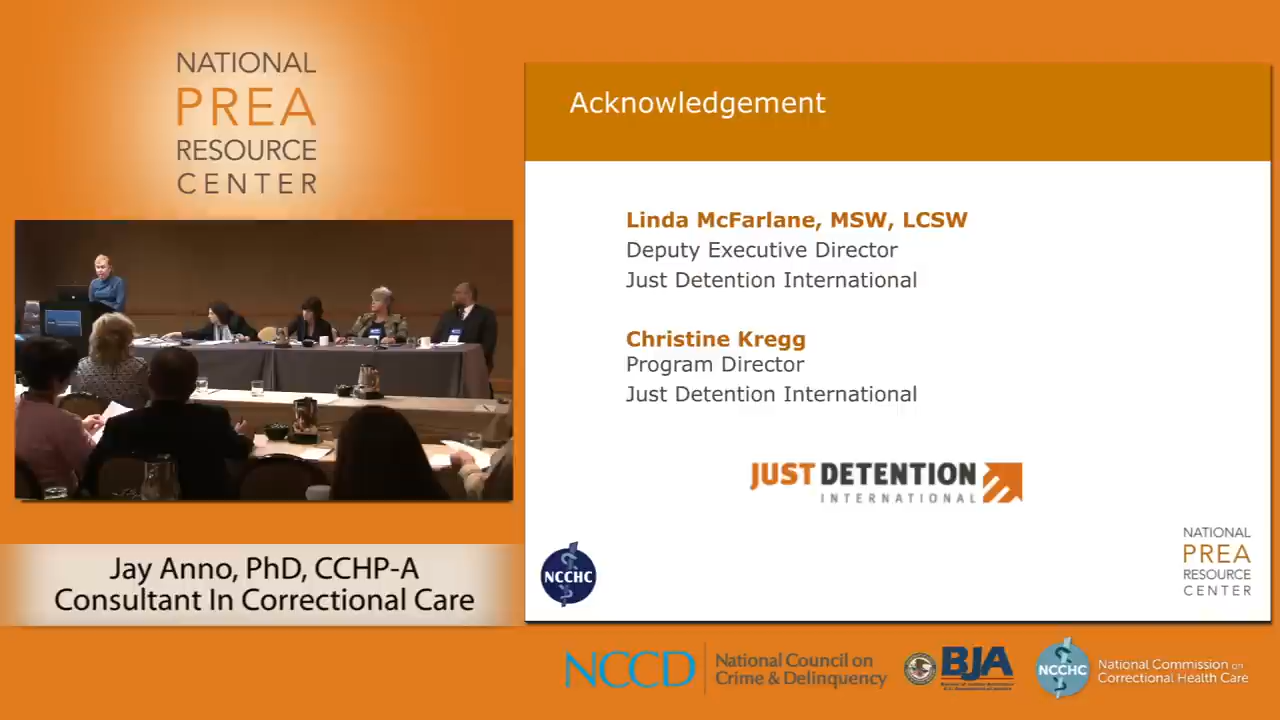 NATIONAL
PREA
RESOURCE
CENTER
Acknowledgement
Linda McFarlane, MSW, LCSW
Deputy Executive Director
Just Detention International
Christine Kregg
Program Director
Just Detention International
JUST DETENTION
INTERNATIONAL
NCCHC
NATIONAL
PREA
RESOURCE
CENTER
Jay Anno, PhD, CCHP-A
Consultant In Correctional Care
NCCD
National Council on
Crime & Delinquency
BJA
NCCHC
National Commission on
Correctional Health Care